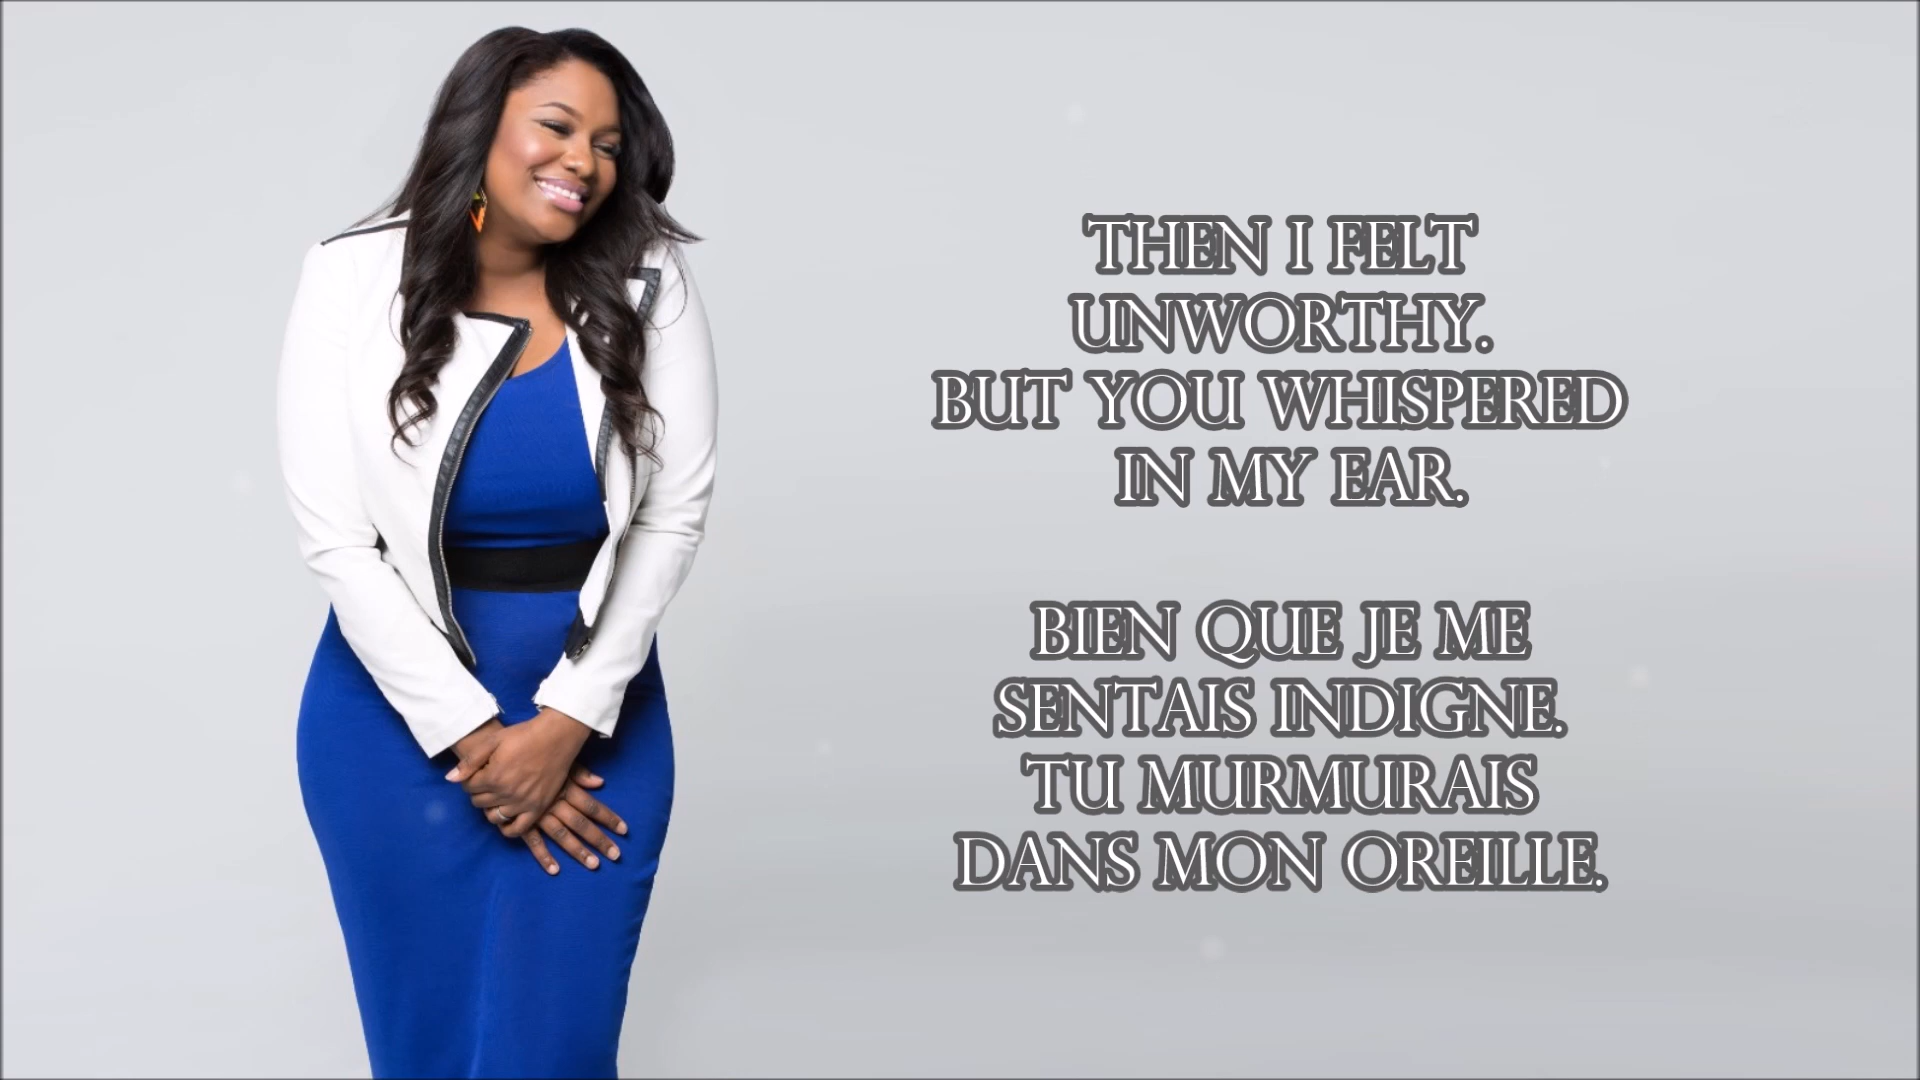 THEN I FELT
UNWORTHY.
BUT YOU WHISPERED
IN MY EAR.
BIEN QUE JE ME
SENTAIS INDIGNE.
TU MURMURAIS
DANS MON OREILLE.